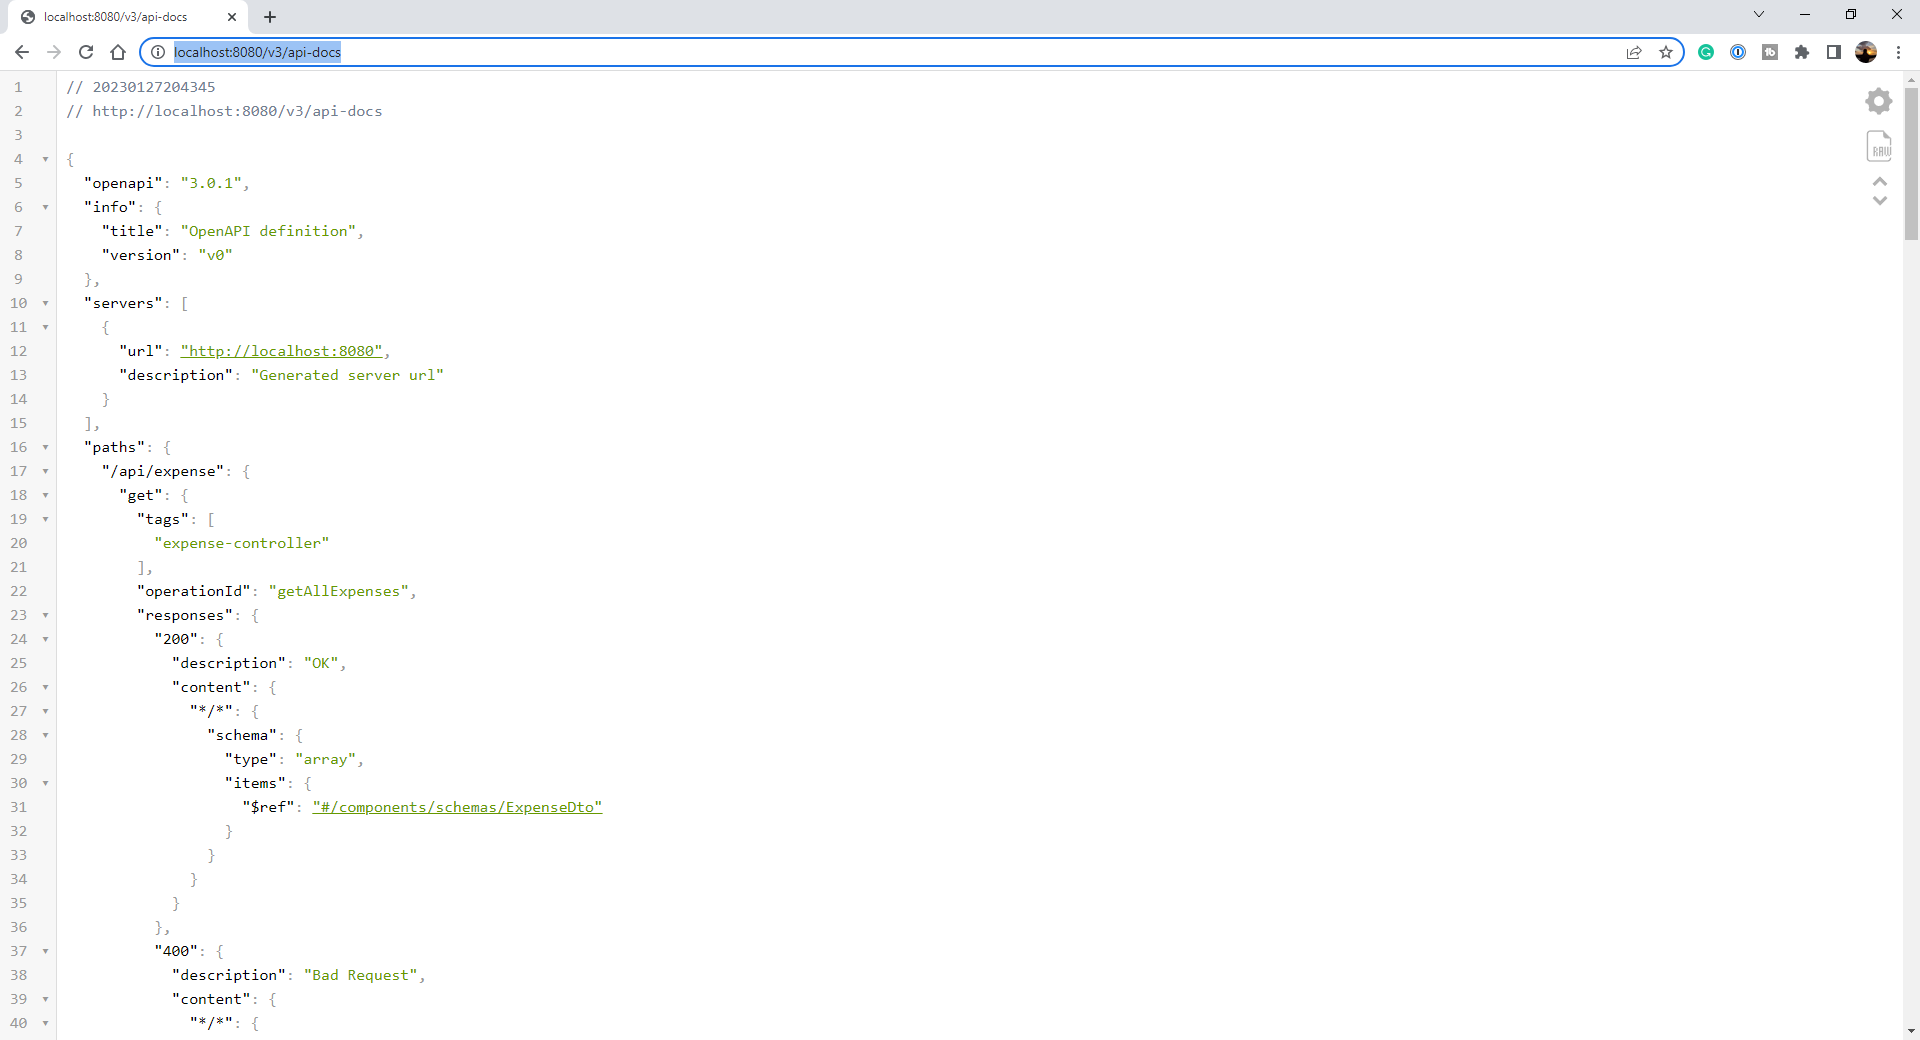 localhost:8080/v3/api-docs
localhost:8080/v3/api-docs
1 // 20230127204345
2 // http://localhost:8080/v3/api-docs
3
4 {
5 "openapi": "3.0.1",
6 "info": {
7 "title": "OpenAPI definition",
8 "version": "v0"
9 },
10 "servers": [
11 {
12 "url": "http://localhost:8080",
13 "description": "Generated server url"
14 }
15 ],
16 "paths": {
17 "/api/expense": {
18 "get": {
19 "tags": [
20 "expense-controller"
21 ],
22 "operationId": "getAllExpenses",
23 "responses": {
24 "200": {
25 "description": "OK",
26 "content": {
27 "*/*": {
28 "schema": {
29 "type": "array",
30 "items": {
31 "$ref": "#/components/schemas/ExpenseDto"
32 }
33 }
34 }
35 }
36 },
37 "400": {
38 "description": "Bad Request",
39 "content": {
40 "*/*": {
RAW